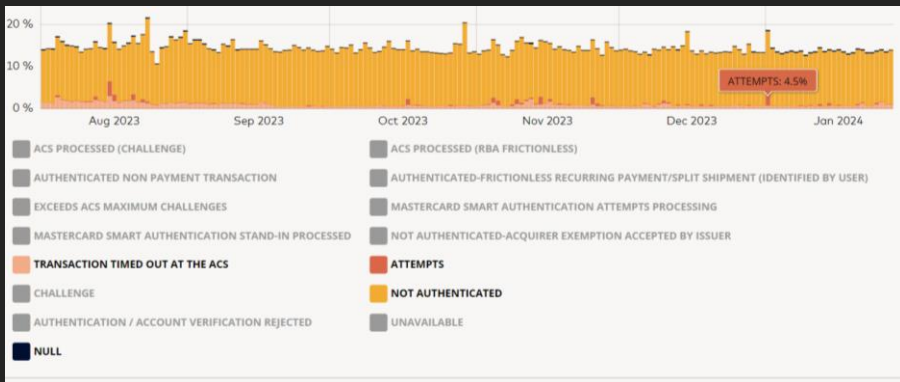 20 %
10 %
ATTEMPTS: 4.5%
0 %
Aug 2023 Sep 2023 Oct 2023 Nov 2023 Dec 2023 Jan 2024
ACS PROCESSED (CHALLENGE) ACS PROCESSED (RBA FRICTIONLESS)
AUTHENTICATED NON PAYMENT TRANSACTION AUTHENTICATED-FRICTIONLESS RECURRING PAYMENT/SPLIT SHIPMENT (IDENTIFIED BY USER)
EXCEEDS ACS MAXIMUM CHALLENGES MASTERCARD SMART AUTHENTICATION ATTEMPTS PROCESSING
MASTERCARD SMART AUTHENTICATION STAND-IN PROCESSED NOT AUTHENTICATED-ACQUIRER EXEMPTION ACCEPTED BY ISSUER
TRANSACTION TIMED OUT AT THE ACS ATTEMPTS
CHALLENGE NOT AUTHENTICATED
AUTHENTICATION / ACCOUNT VERIFICATION REJECTED UNAVAILABLE
NULL